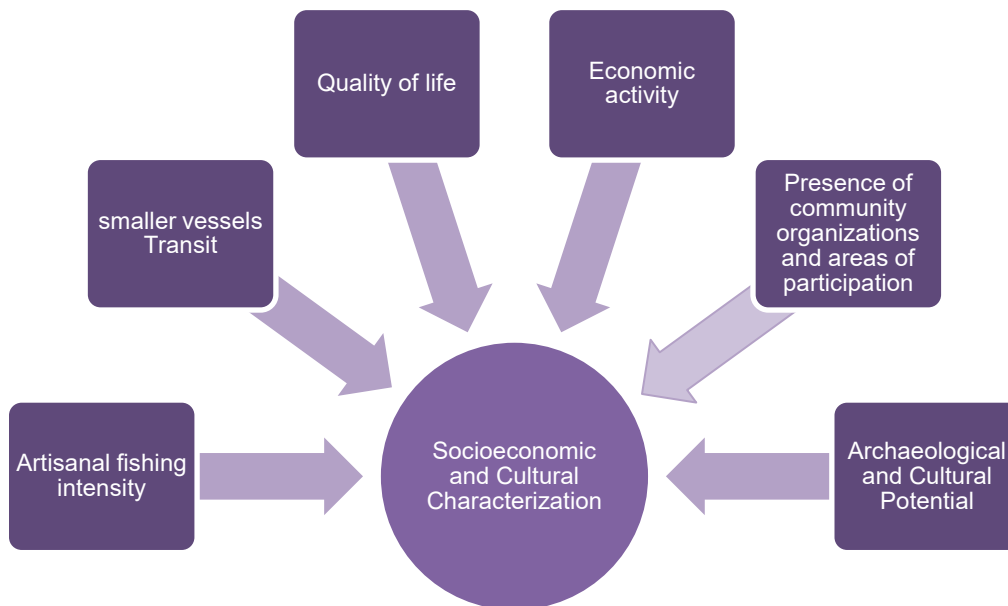 Quality of life
Economic
activity
smaller vessels
Transit
Presence of
community
organizations
and areas of
participation
Artisanal fishing
intensity
Socioeconomic
and Cultural
Characterization
Archaeological
and Cultural
Potential